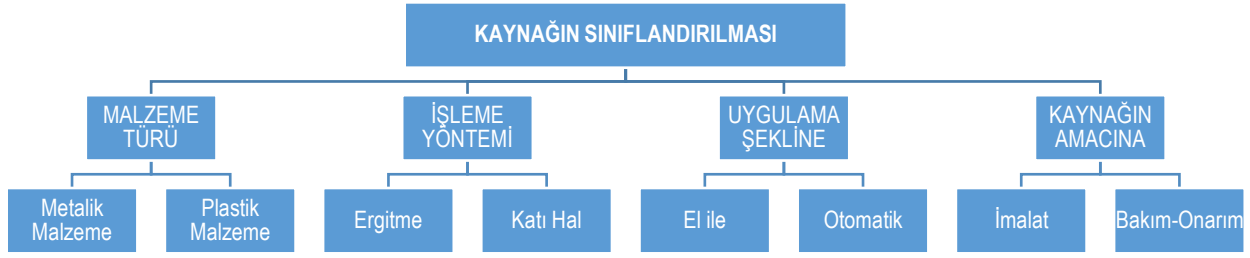 KAYNAĞIN SINIFLANDIRILMASI
MALZEME
TÜRÜ
İŞLEME
YÖNTEMİ
UYGULAMA
ŞEKLİNE
KAYNAĞIN
AMACINA
Metalik
Malzeme
Plastik
Malzeme
Ergitme
Katı Hal
El ile
Otomatik
İmalat
Bakım-Onarım